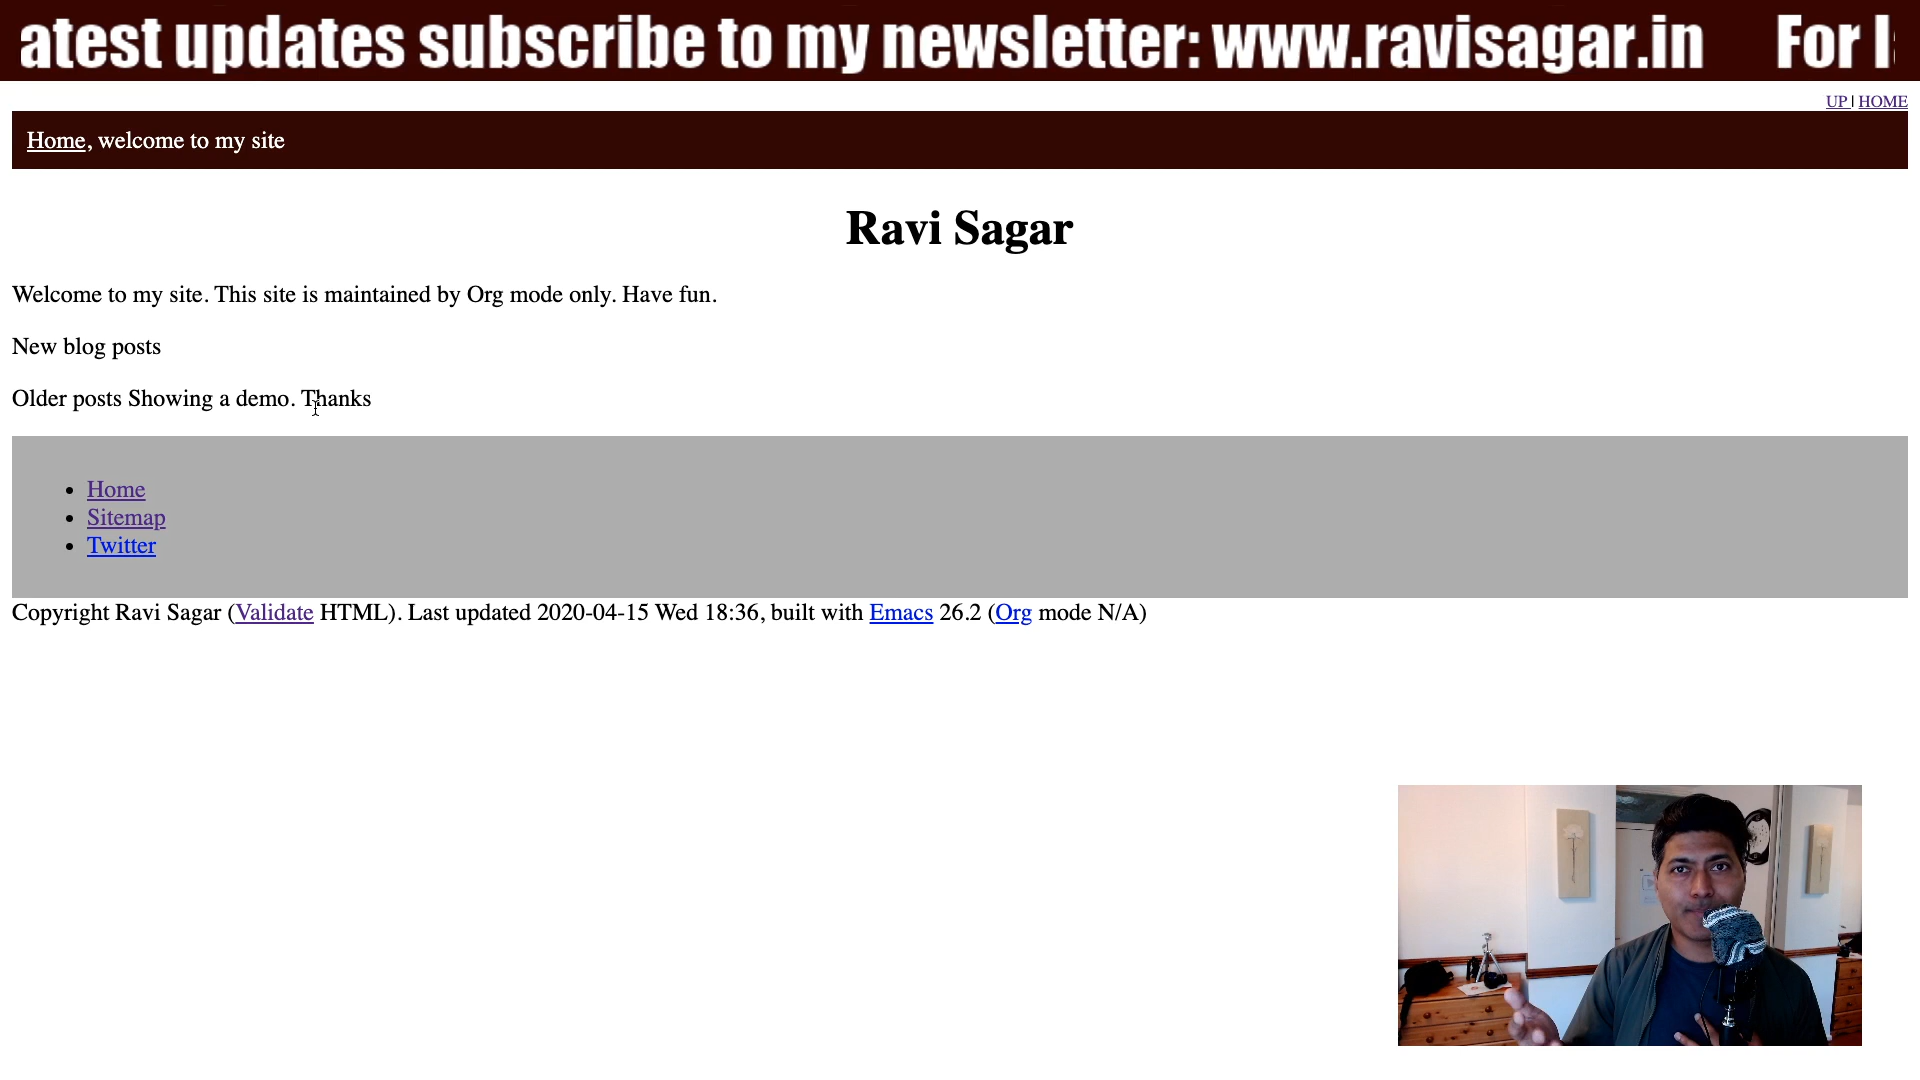 atest updates subscribe to my newsletter: www.ravisagar.in For l
UP | HOME
Home, welcome to my site
Ravi Sagar
Welcome to my site. This site is maintained by Org mode only. Have fun.
New blog posts
Older posts Showing a demo. Thanks
Home
Sitemap
Twitter
Copyright Ravi Sagar (Validate HTML). Last updated 2020-04-15 Wed 18:36, built with Emacs 26.2 (Org mode N/A)